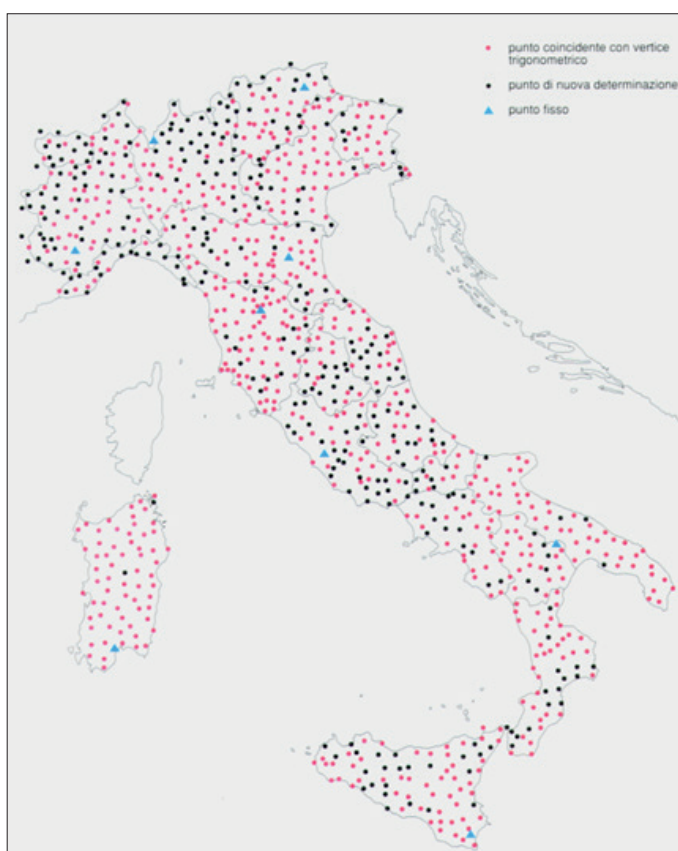 punto coincidente con vertice
trigonometrico
punto di nuova determinazione
punto fisso